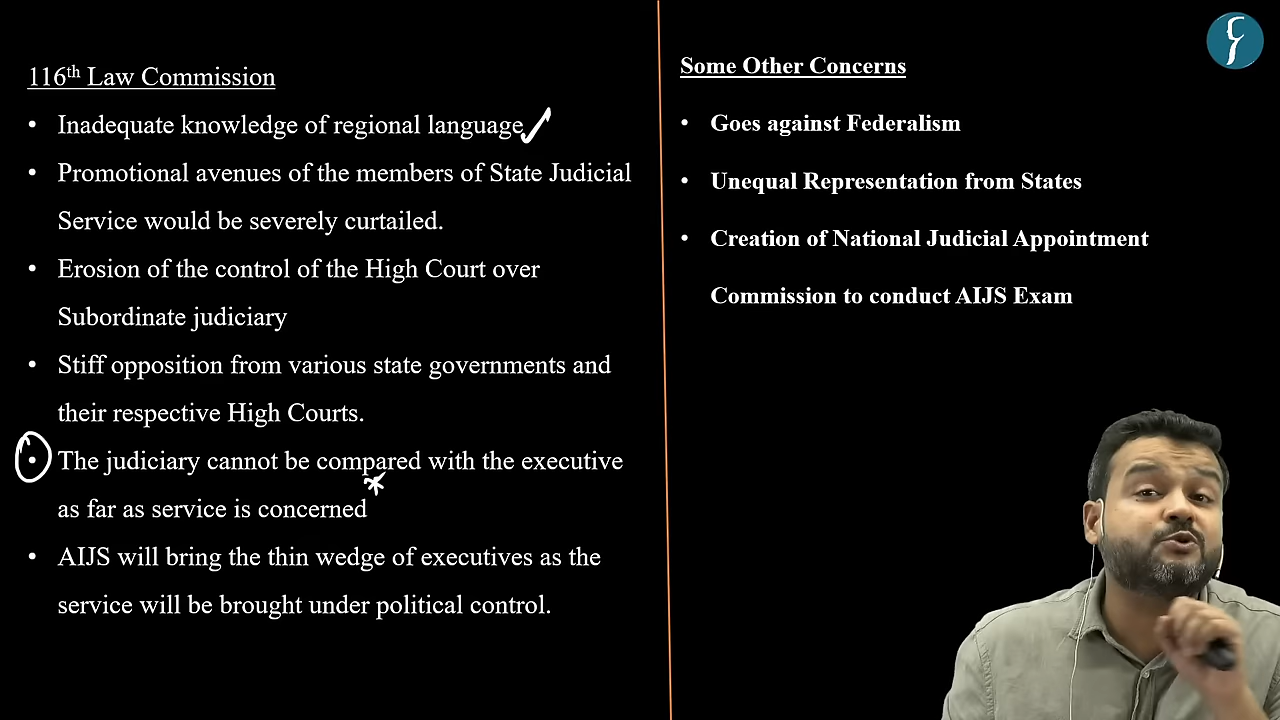 116th Law Commission
• Inadequate knowledge of regional language
• Promotional avenues of the members of State Judicial
Service would be severely curtailed.
• Erosion of the control of the High Court over
Subordinate judiciary
• Stiff opposition from various state governments and
their respective High Courts.
• The judiciary cannot be compared with the executive
as far as service is concerned
• AIJS will bring the thin wedge of executives as the
service will be brought under political control.
Some Other Concerns
• Goes against Federalism
• Unequal Representation from States
• Creation of National Judicial Appointment
Commission to conduct AIJS Exam